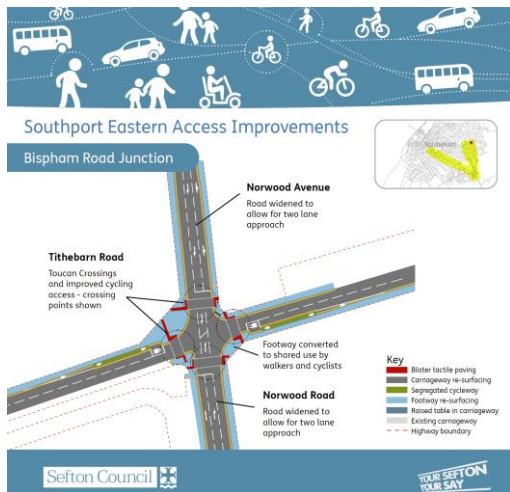 Southport Eastern Access Improvements
Bispham Road Junction
SOUTHPORT
Norwood Avenue
Road widened to
allow for two lane
approach
Tithebarn Road
Toucan Crossings
and improved cycling
access - crossing
points shown
Footway converted
to shared use by
walkers and cyclists
Norwood Road
Road widened to
allow for two lane
approach
Key
Blister tactile paving
Carriageway re-surfacing
Segregated cycleway
Footway re-surfacing
Raised table in carriageway
Existing carriageway
Highway boundary
Sefton Council
YOUR SEFTON
YOUR SAY